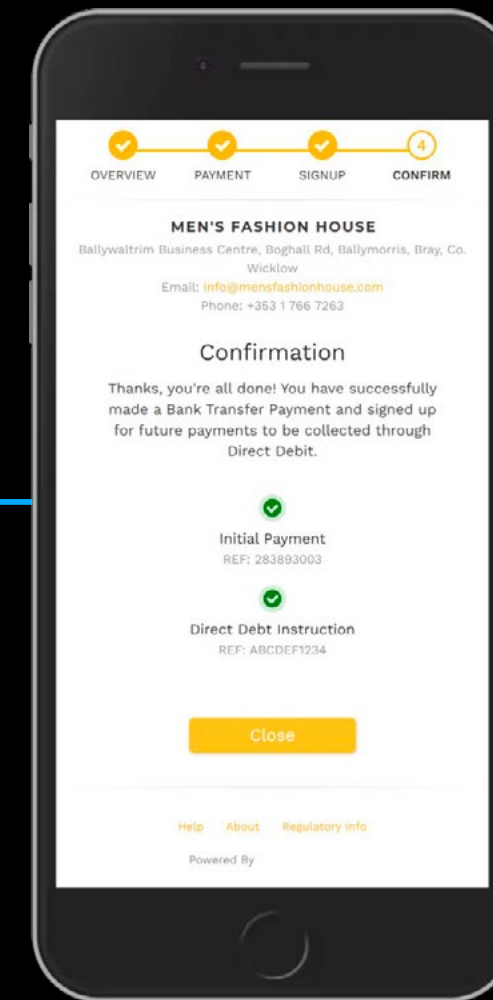 4
OVERVIEW PAYMENT SIGNUP CONFIRM
MEN'S FASHION HOUSE
Ballywaltrim Business Centre, Boghall Rd, Ballymorris, Bray, Co.
Wicklow
Email: info@mensfashionhouse.com
Phone: +353 1 766 7263
Confirmation
Thanks, you're all done! You have successfully
made a Bank Transfer Payment and signed up
for future payments to be collected through
Direct Debit.
Initial Payment
REF: 283893003
Direct Debt Instruction
REF: ABCDEF1234
Close
Help About Regulatory Info
Powered By